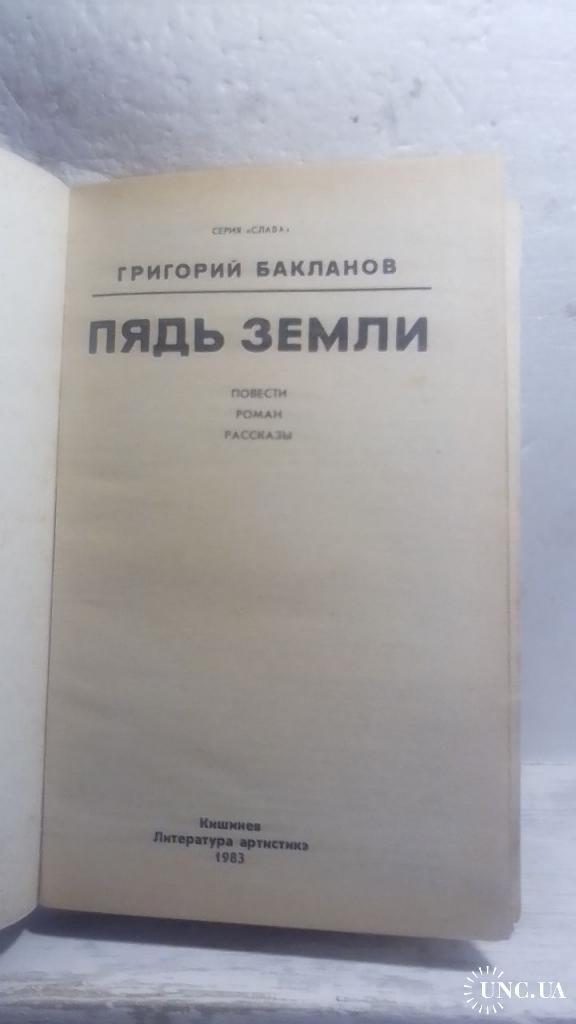 СЕРИЯ «СЛАВА»
ГРИГОРИЙ БАКЛАНОВ
ПЯДЬ ЗЕМЛИ
ПОВЕСТИ
РОМАН
РАССКАЗЫ
Кишинев
Литература артистикэ
1983
UNC.UA